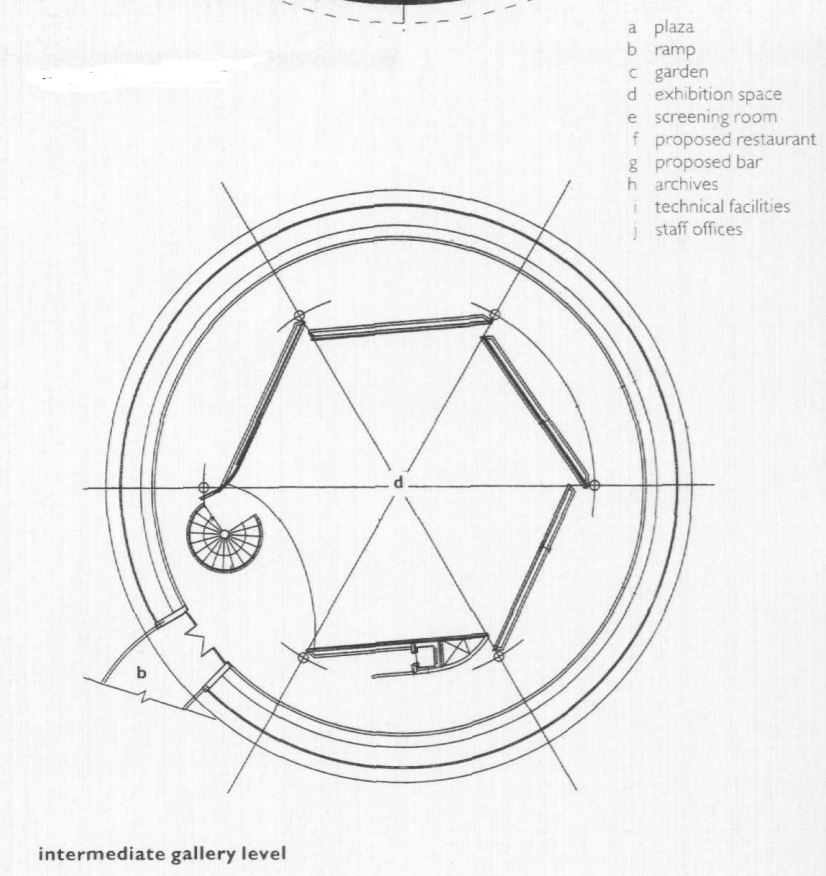 a plaza
b ramp
c garden
d exhibition space
e screening room
f proposed restaurant
g proposed bar
h archives
i technical facilities
j staff offices
d
b
intermediate gallery level